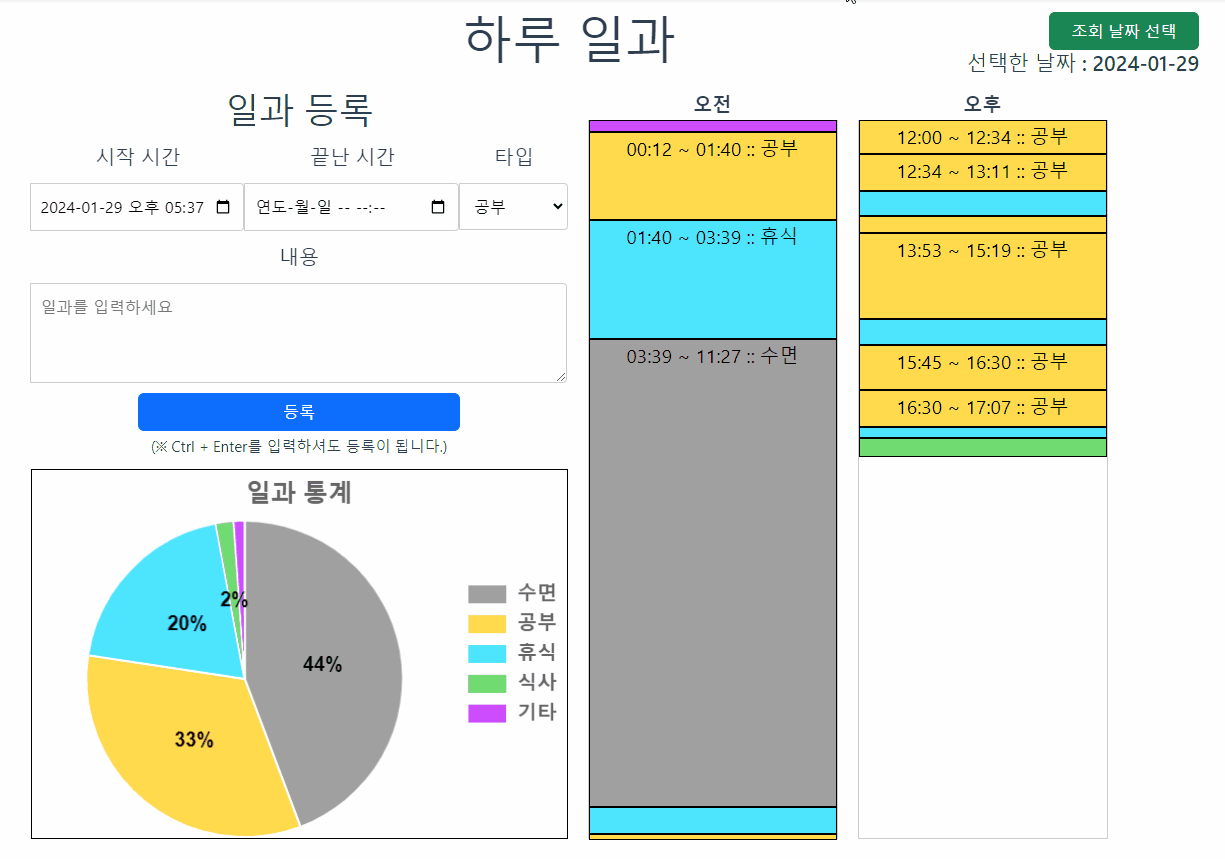 하루 일과
조회 날짜 선택
선택한 날짜 : 2024-01-29
일과 등록
시작 시간 끝난 시간 타입
2024-01-29 오후 05:37 연도-월-일 -- --:-- 공부
내용
일과를 입력하세요
등록
(※ Ctrl + Enter를 입력하셔도 등록이 됩니다.)
일과 통계
2%
20%
44%
33%
수면
공부
휴식
식사
기타
오전
00:12 ~ 01:40 :: 공부
01:40 ~ 03:39 :: 휴식
03:39 ~ 11:27 :: 수면
오후
12:00 ~ 12:34 :: 공부
12:34 ~ 13:11 :: 공부
13:53 ~ 15:19 :: 공부
15:45 ~ 16:30 :: 공부
16:30 ~ 17:07 :: 공부